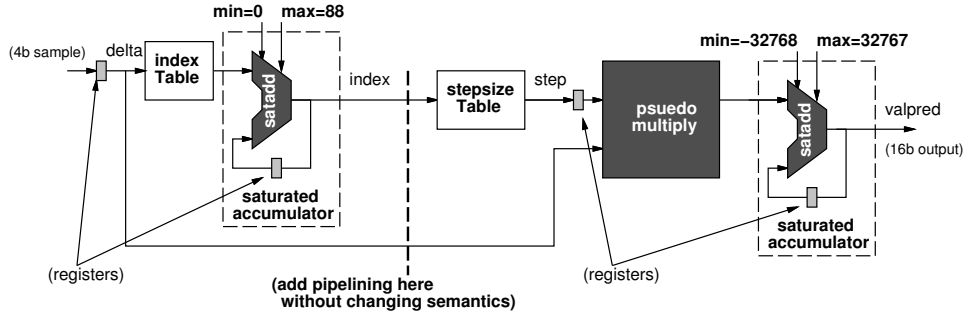 min=0 max=88
(4b sample)
delta
index
Table
satadd
index
saturated
accumulator
(registers)
(add pipelining here
without changing semantics)
stepsize
Table
step
psuedo
multiply
min=−32768 max=32767
satadd
valpred
(16b output)
saturated
accumulator
(registers)